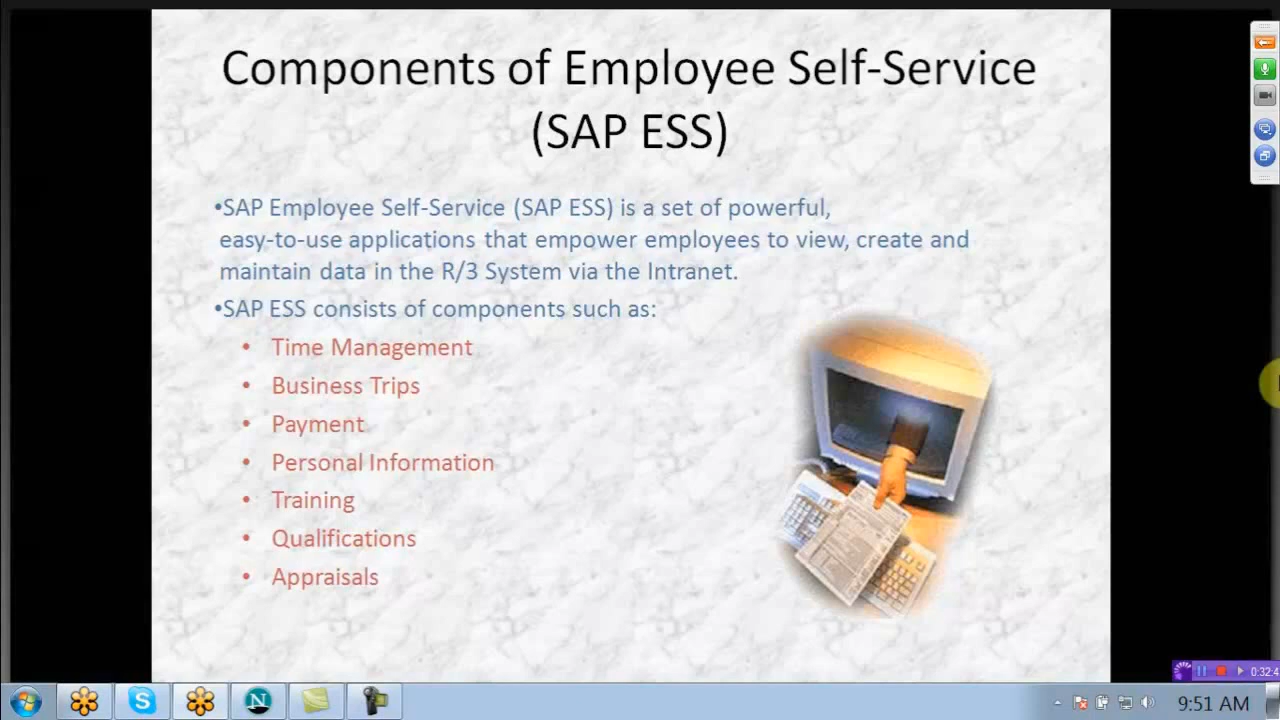 Components of Employee Self-Service
(SAP ESS)
•SAP Employee Self-Service (SAP ESS) is a set of powerful,
easy-to-use applications that empower employees to view, create and
maintain data in the R/3 System via the Intranet.
•SAP ESS consists of components such as:
• Time Management
• Business Trips
• Payment
• Personal Information
• Training
• Qualifications
• Appraisals
0:32:4
S
N
9:51 AM